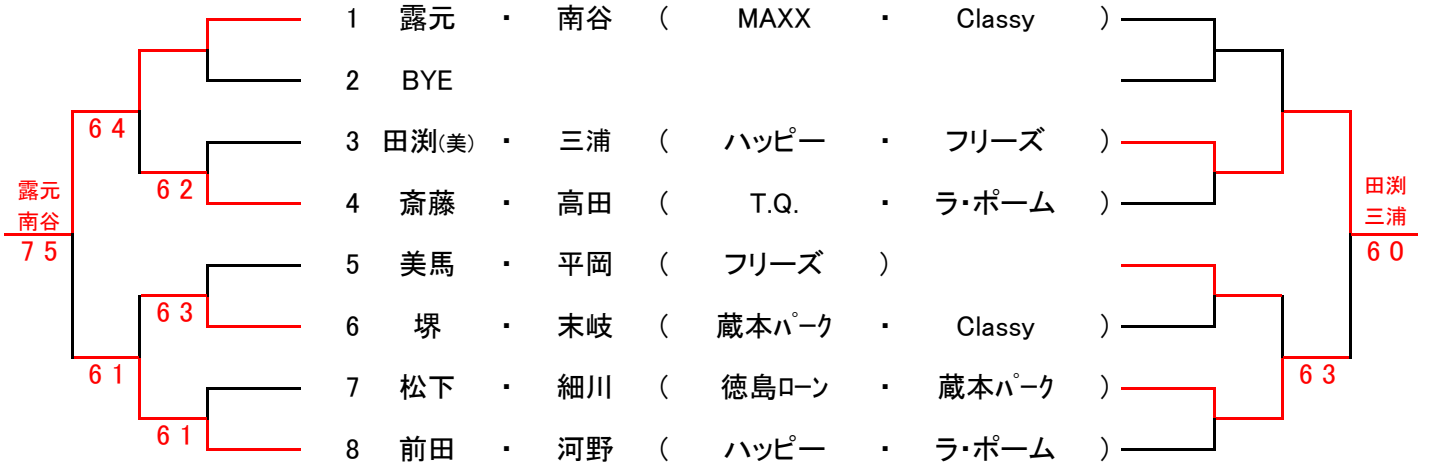 1 露元 ・ 南谷 ( MAXX ・ Classy )
2 BYE
6 4
3 田渕(美) ・ 三浦 ( ハッピー ・ フリーズ )
6 2
露元
南谷
7 5
4 斎藤 ・ 高田 ( T.Q. ・ ラ・ポーム )
田渕
三浦
6 0
5 美馬 ・ 平岡 ( フリーズ )
6 3
6 堺 ・ 末岐 ( 蔵本ﾊﾟｰｸ ・ Classy )
6 1
7 松下 ・ 細川 ( 徳島ﾛｰﾝ ・ 蔵本ﾊﾟｰｸ )
6 3
6 1
8 前田 ・ 河野 ( ハッピー ・ ラ・ポーム )